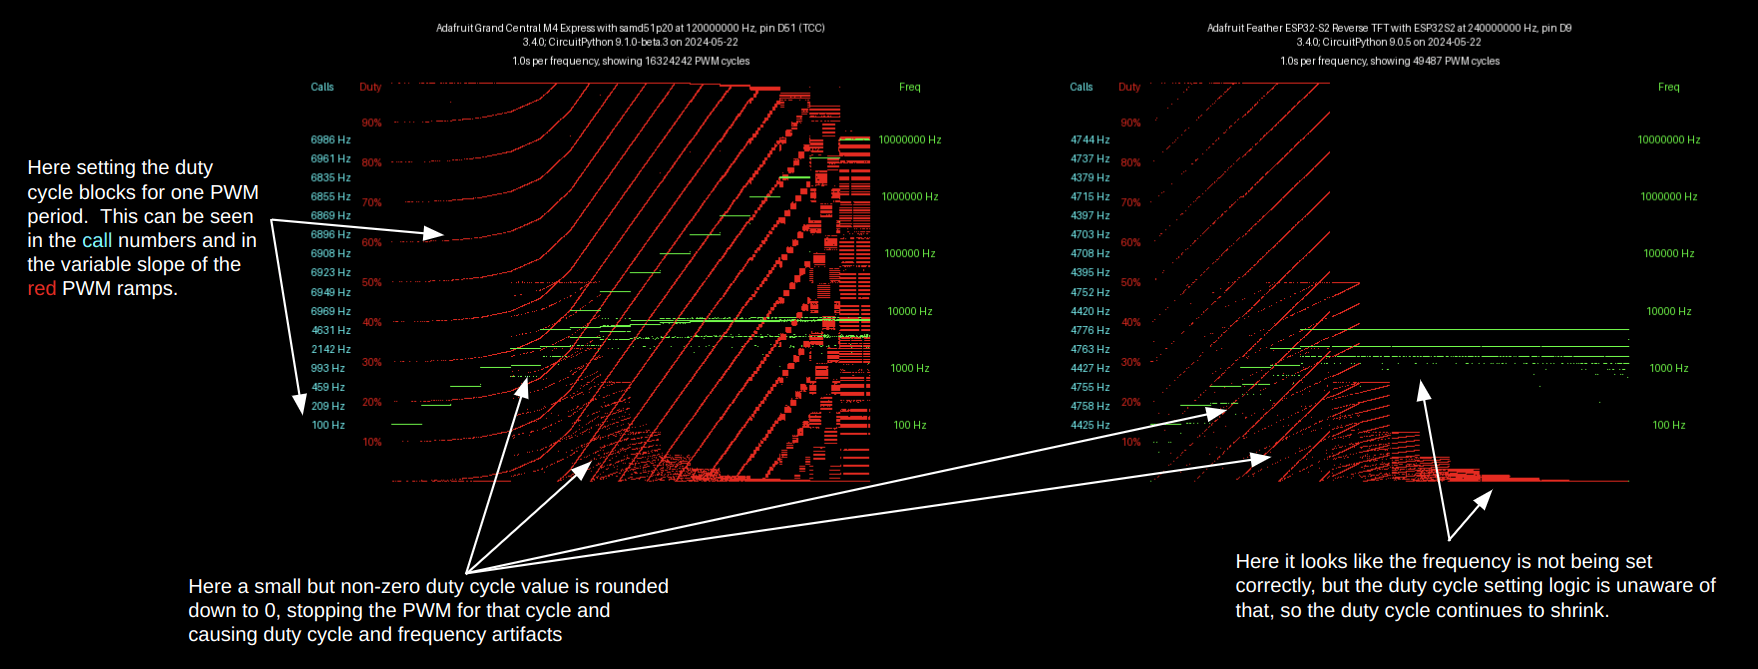 Adafruit Grand Central M4 Express with samd51p20 at 120000000 Hz, pin D51 (TCC)
3.4.0; CircuitPython 9.1.0-beta.3 on 2024-05-22
1.0s per frequency, showing 16324242 PWM cycles
Calls Duty Freq
90%
6986 Hz 10000000 Hz
6961 Hz 80%
6835 Hz
6855 Hz 70% 1000000 Hz
6869 Hz
6896 Hz 60%
6908 Hz 100000 Hz
6923 Hz 50%
6949 Hz
6969 Hz 10000 Hz
4631 Hz 40%
2142 Hz
993 Hz 30% 1000 Hz
459 Hz
209 Hz 20%
100 Hz 100 Hz
10%
Here setting the duty
cycle blocks for one PWM
period. This can be seen
in the call numbers and in
the variable slope of the
red PWM ramps.
Here a small but non-zero duty cycle value is rounded
down to 0, stopping the PWM for that cycle and
causing duty cycle and frequency artifacts
Adafruit Feather ESP32-S2 Reverse TFT with ESP32S2 at 240000000 Hz, pin D9
3.4.0; CircuitPython 9.0.5 on 2024-05-22
1.0s per frequency, showing 49487 PWM cycles
Calls Duty Freq
90%
4744 Hz 10000000 Hz
4737 Hz 80%
4379 Hz
4715 Hz 70% 1000000 Hz
4397 Hz
4703 Hz 60%
4708 Hz 100000 Hz
4395 Hz 50%
4752 Hz
4420 Hz 10000 Hz
4776 Hz 40%
4763 Hz
4427 Hz 30% 1000 Hz
4755 Hz
4758 Hz 20%
4425 Hz 100 Hz
10%
Here it looks like the frequency is not being set
correctly, but the duty cycle setting logic is unaware of
that, so the duty cycle continues to shrink.